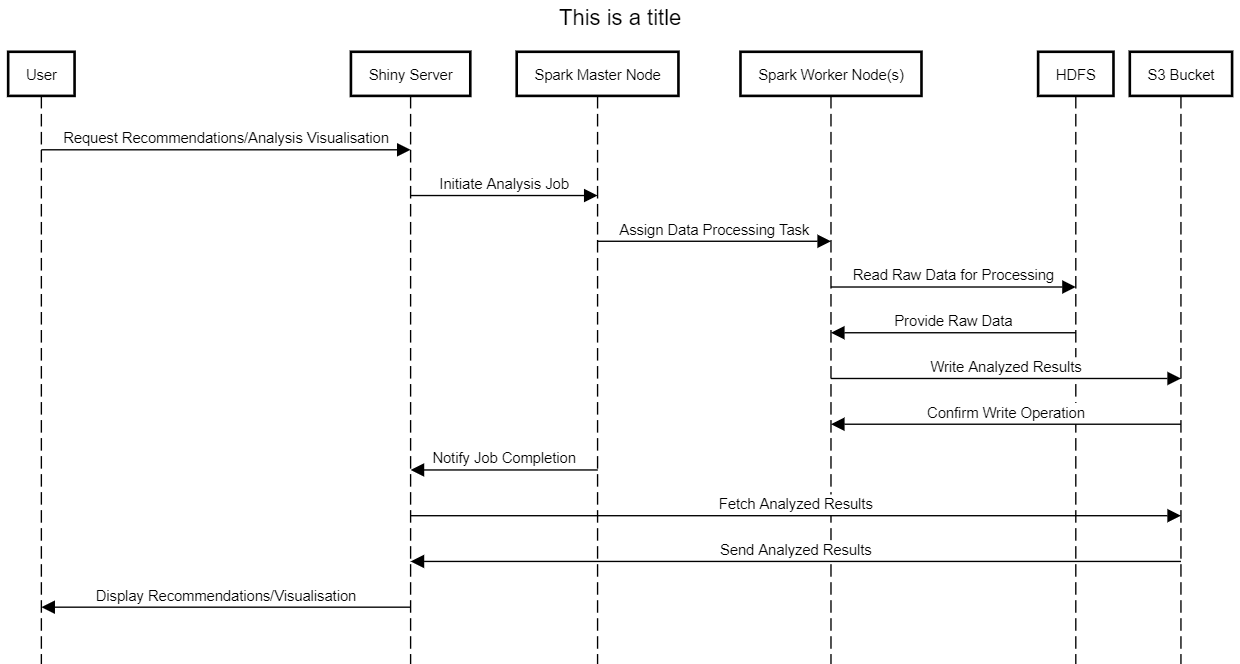 This is a title
User
Shiny Server
Spark Master Node
Spark Worker Node(s)
HDFS
S3 Bucket
Request Recommendations/Analysis Visualisation
Initiate Analysis Job
Assign Data Processing Task
Read Raw Data for Processing
Provide Raw Data
Write Analyzed Results
Confirm Write Operation
Notify Job Completion
Fetch Analyzed Results
Send Analyzed Results
Display Recommendations/Visualisation